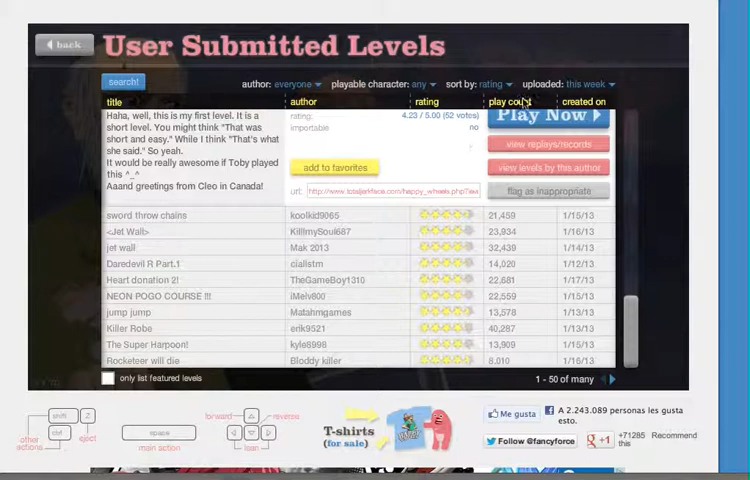 back
User Submitted Levels
search!
author: everyone
playable character: any
sort by: rating
uploaded: this week
title
author
rating
play count
created on
Haha, well, this is my first level. It is a
short level. You might think "That was
short and easy." While I think "That's what
she said." So yeah.
It would be really awesome if Toby played
this ^_^
Aaand greetings from Cleo in Canada!
rating: 4.23 / 5.00 (52 votes)
importable no
add to favorites
Play Now
view replays/records
view levels by this author
flag as inappropriate
sword throw chains koolkid9065 21,459 1/15/13
<Jet Wall> KilllmySoul687 23,934 1/16/13
jet wall Mak 2013 32,439 1/14/13
Daredevil R Part.1 ciallstm 14,020 1/12/13
Heart donation 2! TheGameBoy1310 22,681 1/17/13
NEON POGO COURSE !!! iMelv800 22,559 1/15/13
jump jump Matahmgames 13,578 1/13/13
Killer Robe erik9521 40,287 1/13/13
The Super Harpoon! kyle8998 13,909 1/15/13
Rocketeer will die Bloddy killer 8,010 1/16/13
only list featured levels
1 - 50 of many
shift
Z
ctrl
other
actions
eject
space
main action
forward
reverse
lean
T-shirts
(for sale)
Me gusta
A 2.243.089 personas les gusta
esto.
Follow @fancyforce
+1
+71285 Recommend
this